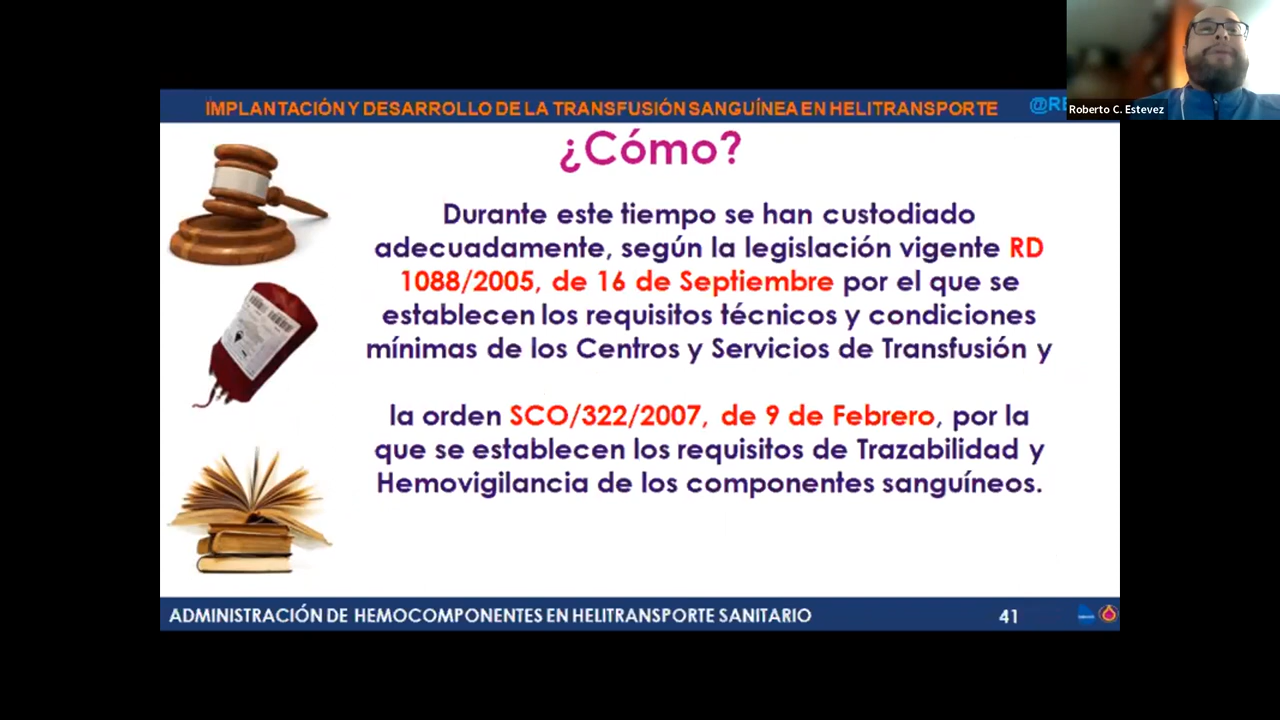 IMPLANTACIÓN Y DESARROLLO DE LA TRANSFUSIÓN SANGUÍNEA EN HELITRANSPORTE
Roberto C. Estevez
¿Cómo?
Durante este tiempo se han custodiado
adecuadamente, según la legislación vigente RD
1088/2005, de 16 de Septiembre por el que se
establecen los requisitos técnicos y condiciones
mínimas de los Centros y Servicios de Transfusión y
la orden SCO/322/2007, de 9 de Febrero, por la
que se establecen los requisitos de Trazabilidad y
Hemovigilancia de los componentes sanguíneos.
ADMINISTRACIÓN DE HEMOCOMPONENTES EN HELITRANSPORTE SANITARIO
41